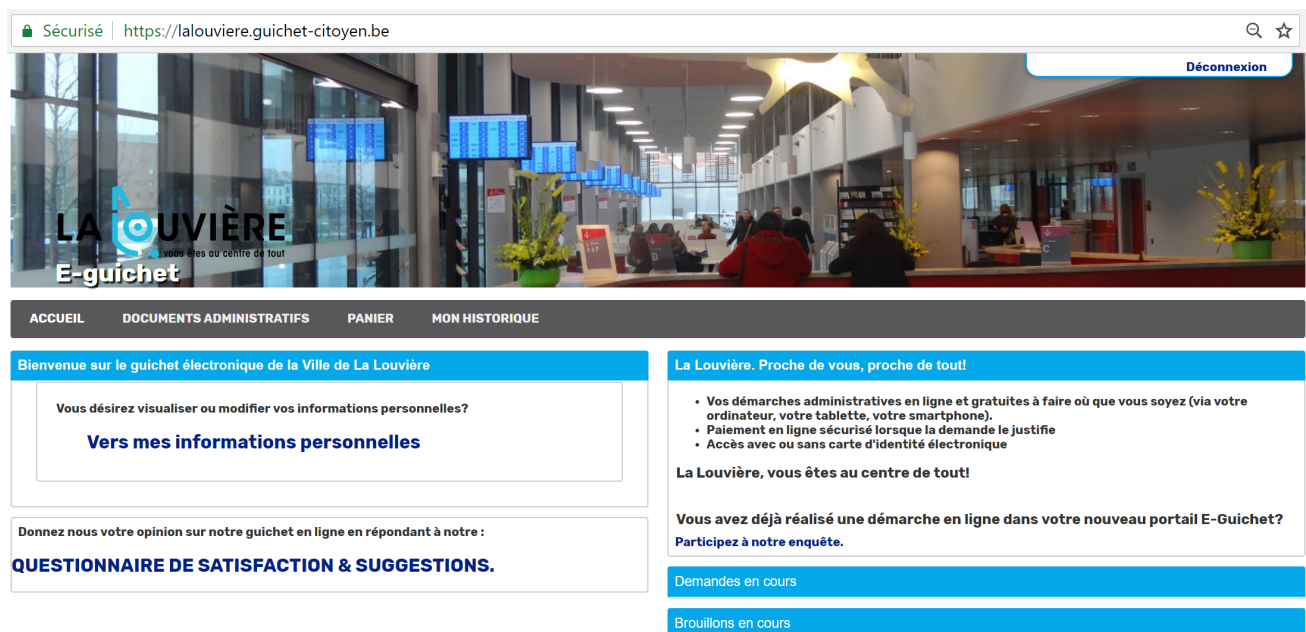 Sécurisé https://lalouviere.guichet-citoyen.be
Déconnexion
LA LOUVIÈRE
vous êtes au centre de tout
E-guichet
C
D
ACCUEIL DOCUMENTS ADMINISTRATIFS PANIER MON HISTORIQUE
Bienvenue sur le guichet électronique de la Ville de La Louvière
Vous désirez visualiser ou modifier vos informations personnelles?
Vers mes informations personnelles
Donnez nous votre opinion sur notre guichet en ligne en répondant à notre :
QUESTIONNAIRE DE SATISFACTION & SUGGESTIONS.
La Louvière. Proche de vous, proche de tout!
• Vos démarches administratives en ligne et gratuites à faire où que vous soyez (via votre
ordinateur, votre tablette, votre smartphone).
• Paiement en ligne sécurisé lorsque la demande le justifie
• Accès avec ou sans carte d'identité électronique
La Louvière, vous êtes au centre de tout!
Vous avez déjà réalisé une démarche en ligne dans votre nouveau portail E-Guichet?
Participez à notre enquête.
Demandes en cours
Brouillons en cours